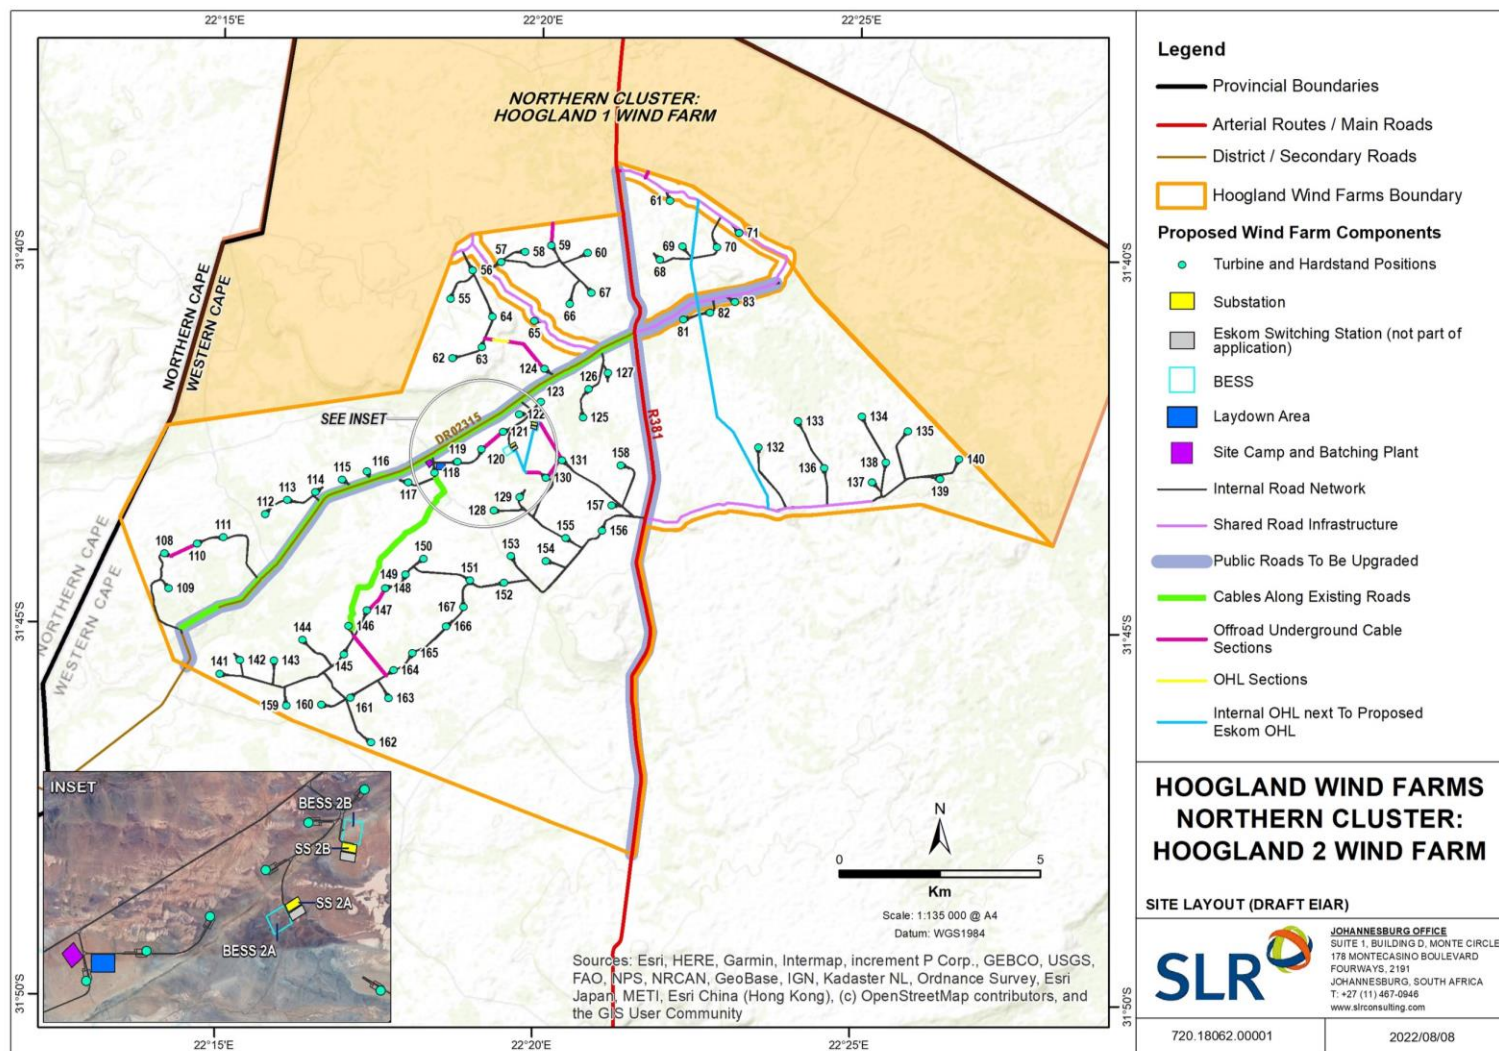 22°15'E
22°20'E
22°25'E
31°40'S
31°40'S
31°45'S
31°45'S
31°50'S
31°50'S
22°15'E
22°20'E
22°25'E
NORTHERN CLUSTER:
HOOGLAND 1 WIND FARM
NORTHERN CAPE
WESTERN CAPE
NORTHERN CAPE
WESTERN CAPE
SEE INSET
DR02315
R381
61
71
57
58
59
60
69
70
68
56
55
67
66
83
82
81
64
65
62
63
124
127
126
123
125
122
121
133
134
135
132
119
120
158
131
136
138
140
116
115
118
130
137
139
114
117
113
112
129
128
157
156
111
108
110
155
109
150
153
154
149
151
148
152
147
167
146
166
144
165
145
141
142
143
164
163
159
160
161
162
INSET
BESS 2B
SS 2B
SS 2A
BESS 2A
N
0
5
Km
Scale: 1:135 000 @ A4
Datum: WGS1984
Sources: Esri, HERE, Garmin, Intermap, increment P Corp., GEBCO, USGS,
FAO, NPS, NRCAN, GeoBase, IGN, Kadaster NL, Ordnance Survey, Esri
Japan, METI, Esri China (Hong Kong), (c) OpenStreetMap contributors, and
the GIS User Community
Legend
Provincial Boundaries
Arterial Routes / Main Roads
District / Secondary Roads
Hoogland Wind Farms Boundary
Proposed Wind Farm Components
Turbine and Hardstand Positions
Substation
Eskom Switching Station (not part of
application)
BESS
Laydown Area
Site Camp and Batching Plant
Internal Road Network
Shared Road Infrastructure
Public Roads To Be Upgraded
Cables Along Existing Roads
Offroad Underground Cable
Sections
OHL Sections
Internal OHL next To Proposed
Eskom OHL
HOOGLAND WIND FARMS
NORTHERN CLUSTER:
HOOGLAND 2 WIND FARM
SITE LAYOUT (DRAFT EIAR)
SLR
JOHANNESBURG OFFICE
SUITE 1, BUILDING D, MONTE CIRCLE
178 MONTECASINO BOULEVARD
FOURWAYS, 2191
JOHANNESBURG, SOUTH AFRICA
T: +27 (11) 467-0946
www.slrconsulting.com
720.18062.00001
2022/08/08